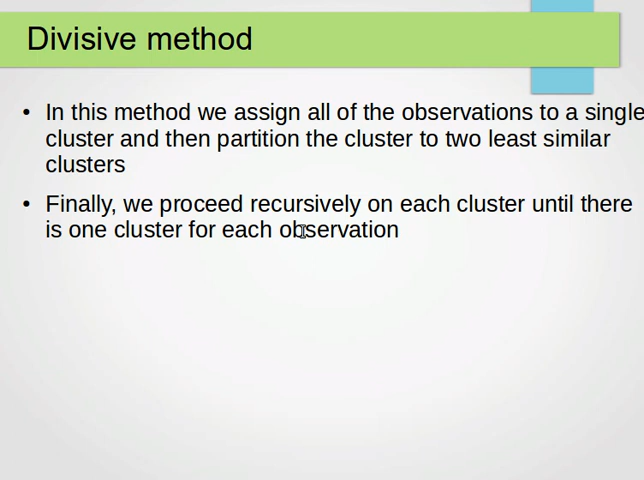 Divisive method
• In this method we assign all of the observations to a single
cluster and then partition the cluster to two least similar
clusters
• Finally, we proceed recursively on each cluster until there
is one cluster for each observation